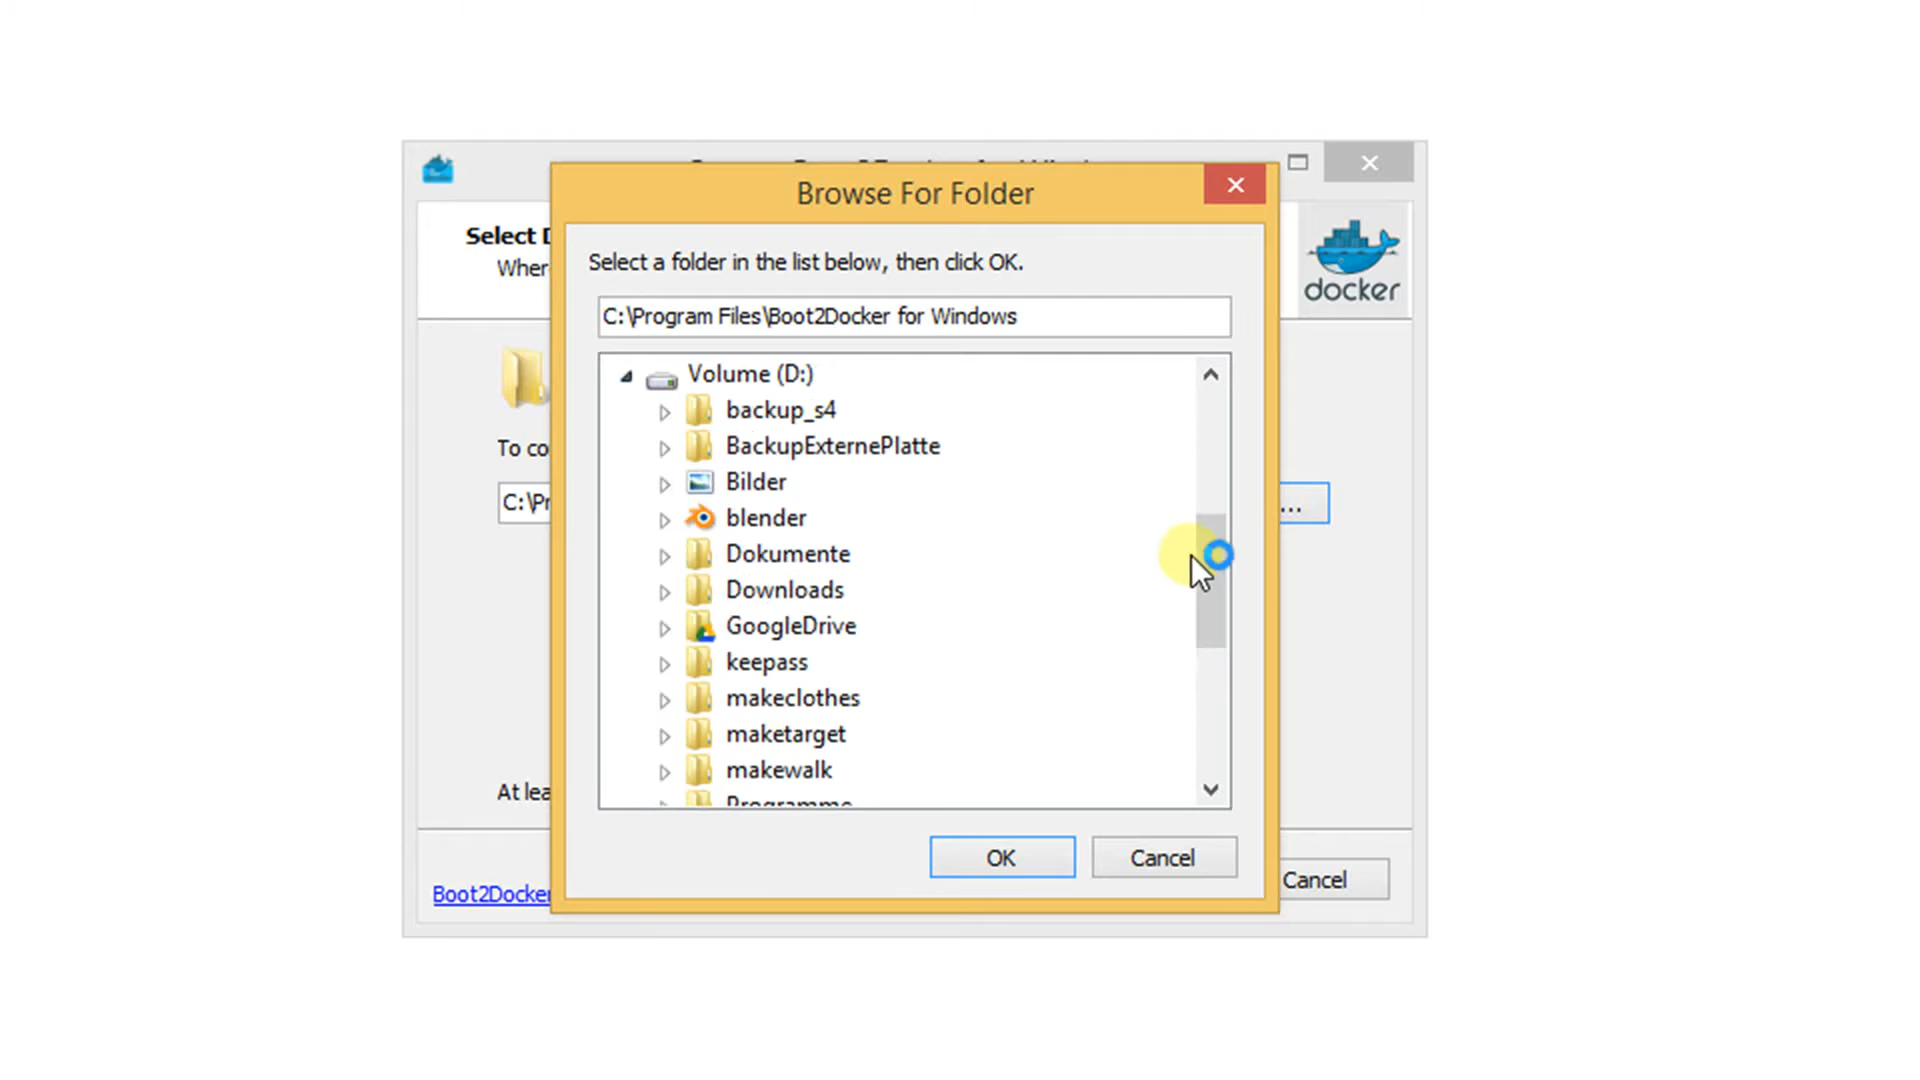 Browse For Folder
Select D
Wher
docker
Select a folder in the list below, then click OK.
C:\Program Files\Boot2Docker for Windows
Volume (D:)
backup_s4
BackupExternePlatte
Bilder
blender
Dokumente
Downloads
GoogleDrive
keepass
makeclothes
maketarget
makewalk
Programme
To co
C:\Pr
...
At lea
OK
Cancel
Boot2Docker
Cancel